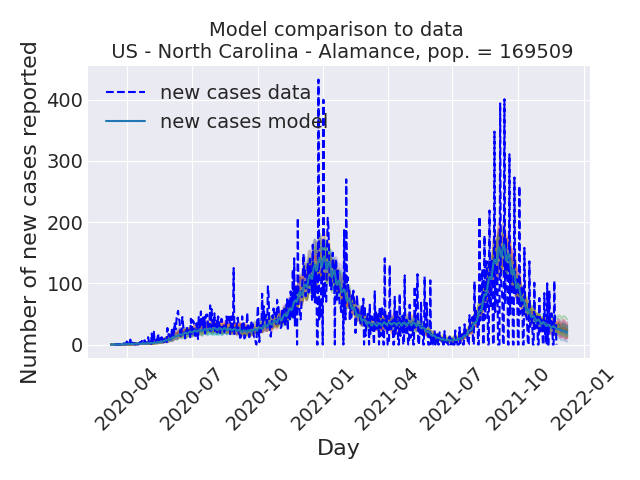 Model comparison to data
US - North Carolina - Alamance, pop. = 169509
Number of new cases reported
400
300
200
100
0
new cases data
new cases model
2020-04
2020-07
2020-10
2021-01
2021-04
2021-07
2021-10
2022-01
Day